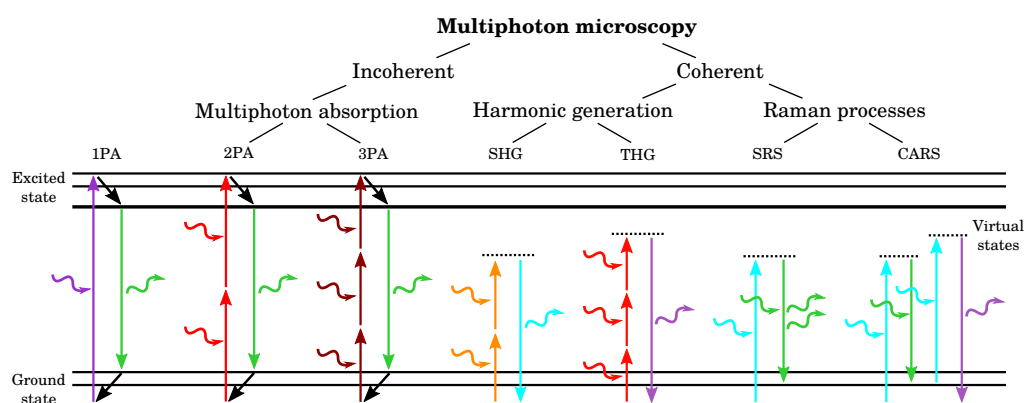 Multiphoton microscopy
Incoherent
Coherent
Multiphoton absorption
Harmonic generation
Raman processes
1PA
2PA
3PA
SHG
THG
SRS
CARS
Excited
state
Virtual
states
Ground
state